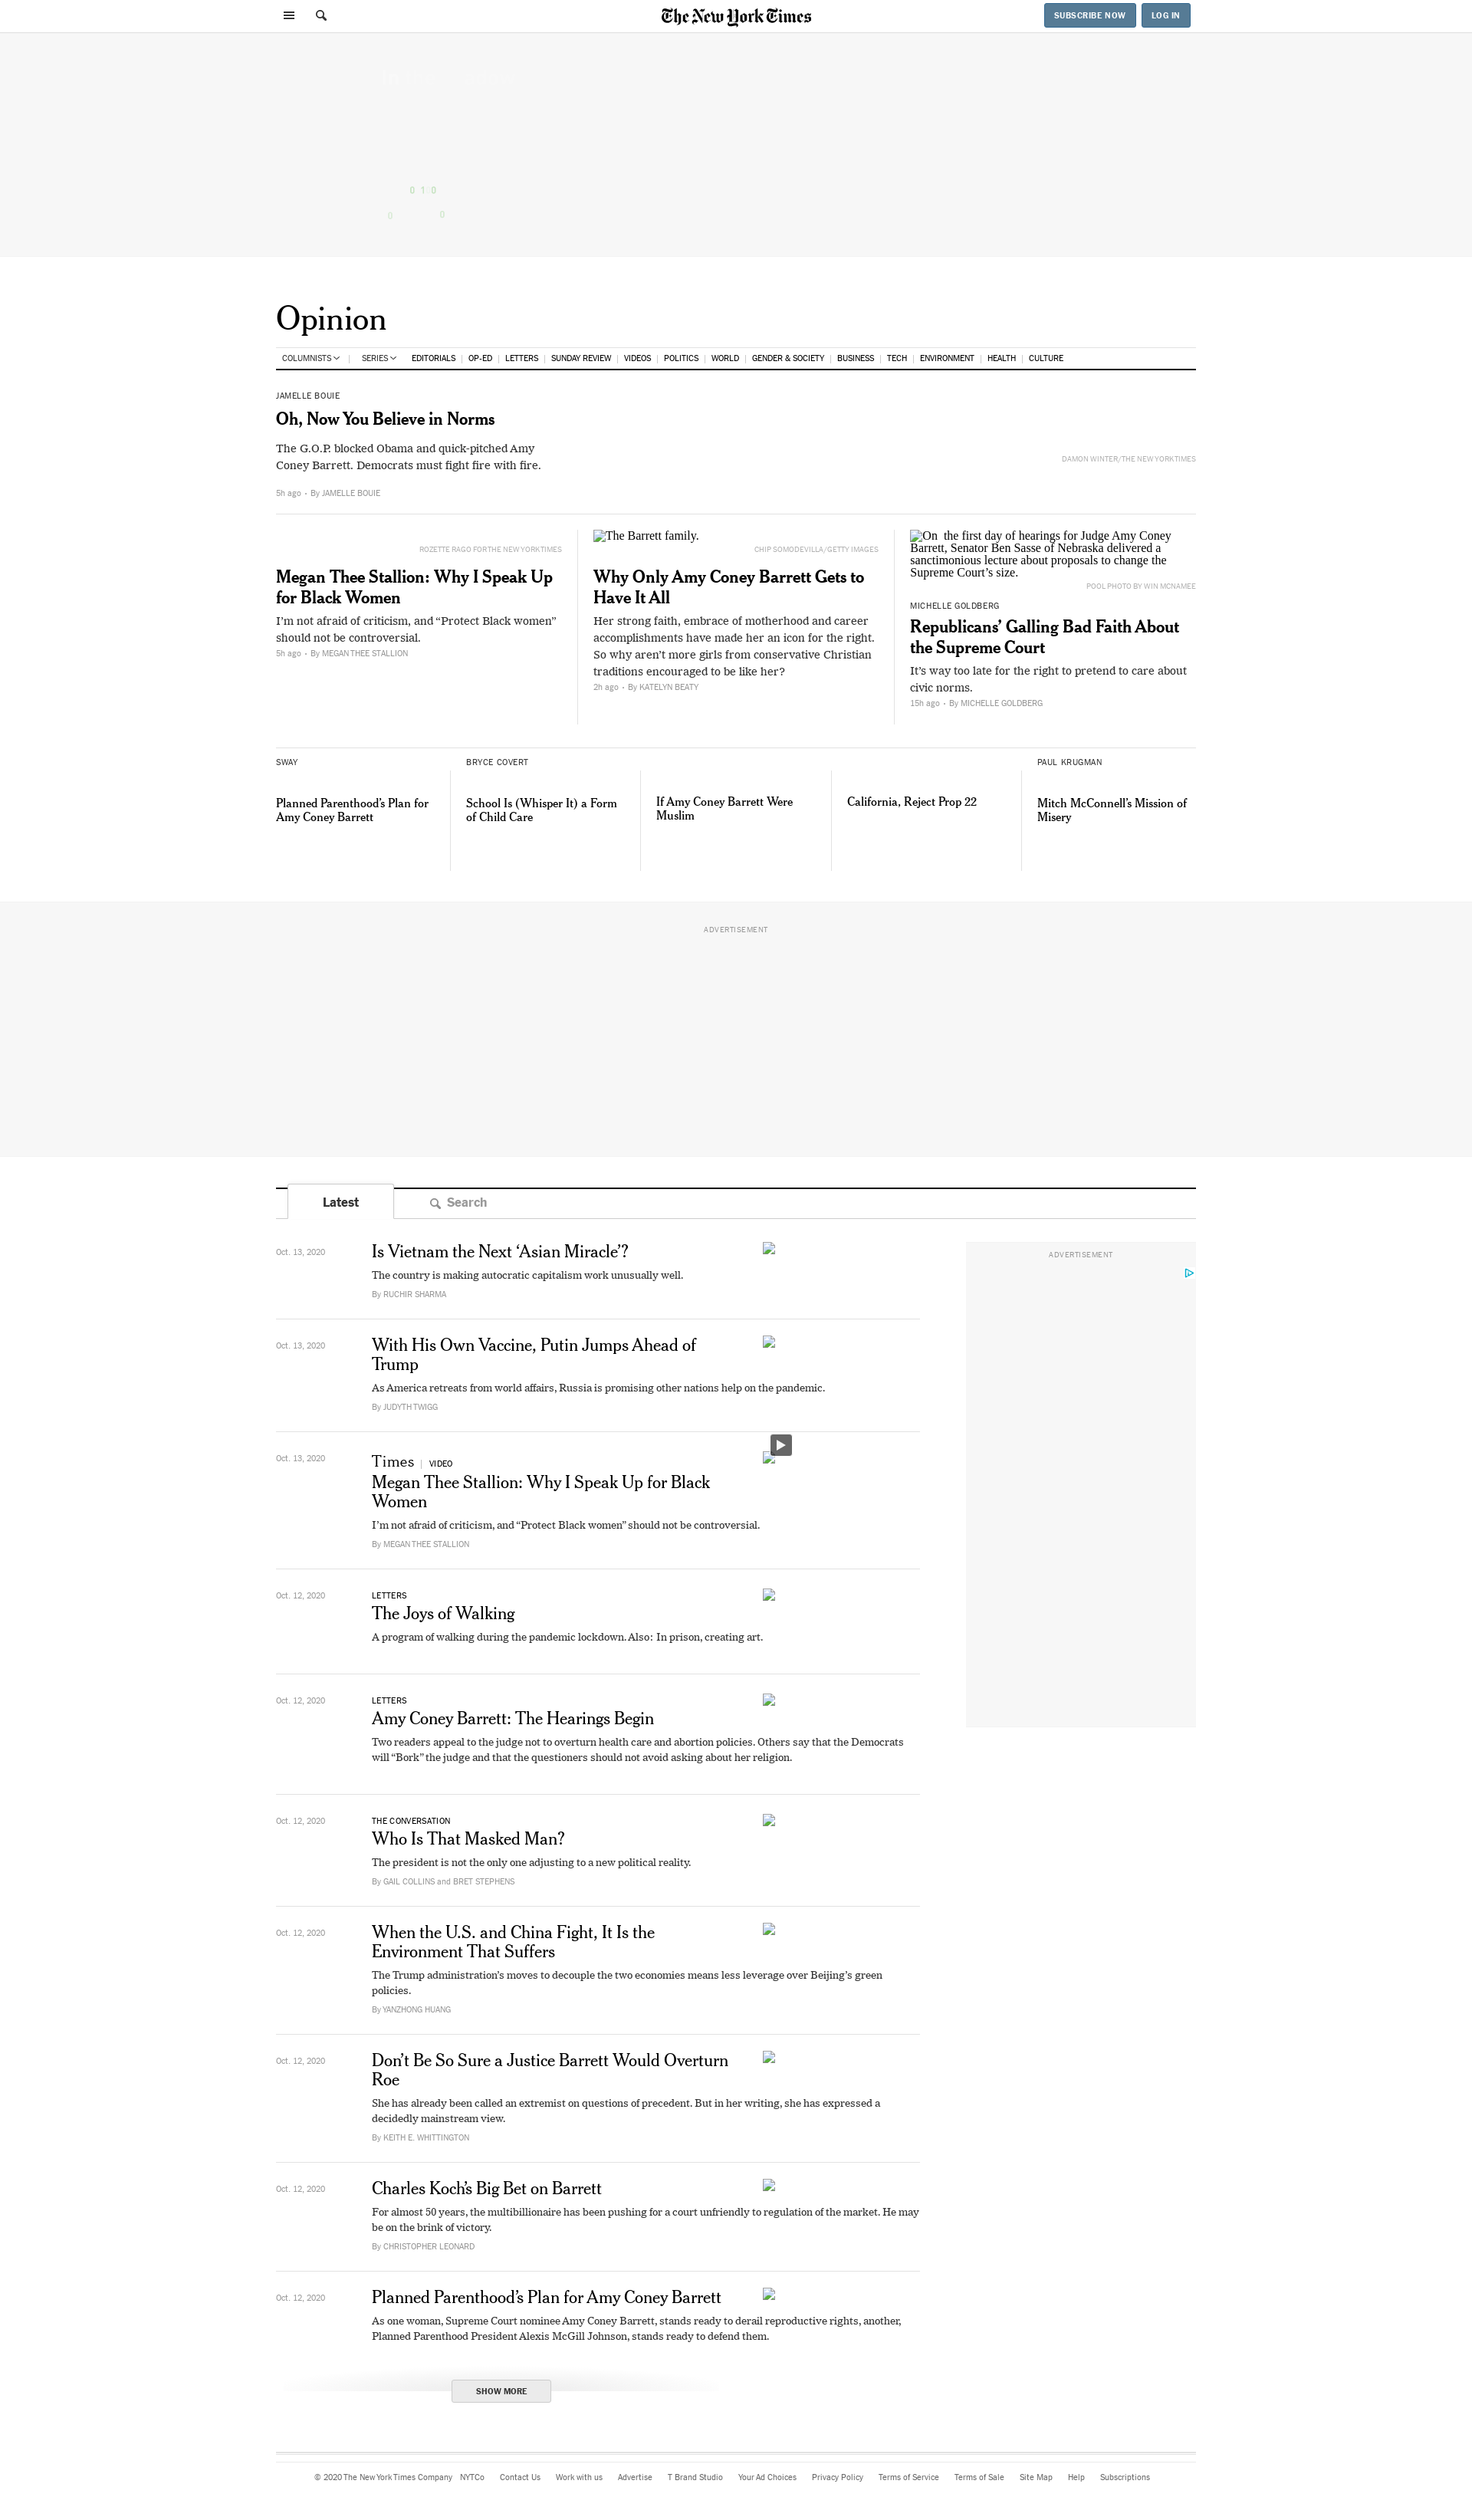 The New York Times
SUBSCRIBE NOW
LOG IN
0 1 0
0 0
Opinion
COLUMNISTS | SERIES EDITORIALS | OP-ED | LETTERS | SUNDAY REVIEW | VIDEOS | POLITICS | WORLD | GENDER & SOCIETY | BUSINESS | TECH | ENVIRONMENT | HEALTH | CULTURE
JAMELLE BOUIE
Oh, Now You Believe in Norms
The G.O.P. blocked Obama and quick-pitched Amy
Coney Barrett. Democrats must fight fire with fire.
5h ago • By JAMELLE BOUIE
DAMON WINTER/THE NEW YORK TIMES
ROZETTE RAGO FOR THE NEW YORK TIMES
Megan Thee Stallion: Why I Speak Up
for Black Women
I’m not afraid of criticism, and “Protect Black women”
should not be controversial.
5h ago • By MEGAN THEE STALLION
The Barrett family.
CHIP SOMODEVILLA/GETTY IMAGES
Why Only Amy Coney Barrett Gets to
Have It All
Her strong faith, embrace of motherhood and career
accomplishments have made her an icon for the right.
So why aren’t more girls from conservative Christian
traditions encouraged to be like her?
2h ago • By KATELYN BEATY
On the first day of hearings for Judge Amy Coney
Barrett, Senator Ben Sasse of Nebraska delivered a
sanctimonious lecture about proposals to change the
Supreme Court’s size.
POOL PHOTO BY WIN MCNAMEE
MICHELLE GOLDBERG
Republicans’ Galling Bad Faith About
the Supreme Court
It’s way too late for the right to pretend to care about
civic norms.
15h ago • By MICHELLE GOLDBERG
SWAY
Planned Parenthood’s Plan for
Amy Coney Barrett
BRYCE COVERT
School Is (Whisper It) a Form
of Child Care
If Amy Coney Barrett Were
Muslim
California, Reject Prop 22
PAUL KRUGMAN
Mitch McConnell’s Mission of
Misery
ADVERTISEMENT
Latest
Search
ADVERTISEMENT
Oct. 13, 2020
Is Vietnam the Next ‘Asian Miracle’?
The country is making autocratic capitalism work unusually well.
By RUCHIR SHARMA
Oct. 13, 2020
With His Own Vaccine, Putin Jumps Ahead of
Trump
As America retreats from world affairs, Russia is promising other nations help on the pandemic.
By JUDYTH TWIGG
Oct. 13, 2020
Times | VIDEO
Megan Thee Stallion: Why I Speak Up for Black
Women
I’m not afraid of criticism, and “Protect Black women” should not be controversial.
By MEGAN THEE STALLION
Oct. 12, 2020
LETTERS
The Joys of Walking
A program of walking during the pandemic lockdown. Also: In prison, creating art.
Oct. 12, 2020
LETTERS
Amy Coney Barrett: The Hearings Begin
Two readers appeal to the judge not to overturn health care and abortion policies. Others say that the Democrats
will “Bork” the judge and that the questioners should not avoid asking about her religion.
Oct. 12, 2020
THE CONVERSATION
Who Is That Masked Man?
The president is not the only one adjusting to a new political reality.
By GAIL COLLINS and BRET STEPHENS
Oct. 12, 2020
When the U.S. and China Fight, It Is the
Environment That Suffers
The Trump administration’s moves to decouple the two economies means less leverage over Beijing’s green
policies.
By YANZHONG HUANG
Oct. 12, 2020
Don’t Be So Sure a Justice Barrett Would Overturn
Roe
She has already been called an extremist on questions of precedent. But in her writing, she has expressed a
decidedly mainstream view.
By KEITH E. WHITTINGTON
Oct. 12, 2020
Charles Koch’s Big Bet on Barrett
For almost 50 years, the multibillionaire has been pushing for a court unfriendly to regulation of the market. He may
be on the brink of victory.
By CHRISTOPHER LEONARD
Oct. 12, 2020
Planned Parenthood’s Plan for Amy Coney Barrett
As one woman, Supreme Court nominee Amy Coney Barrett, stands ready to derail reproductive rights, another,
Planned Parenthood President Alexis McGill Johnson, stands ready to defend them.
SHOW MORE
© 2020 The New York Times Company NYTCo Contact Us Work with us Advertise T Brand Studio Your Ad Choices Privacy Policy Terms of Service Terms of Sale Site Map Help Subscriptions